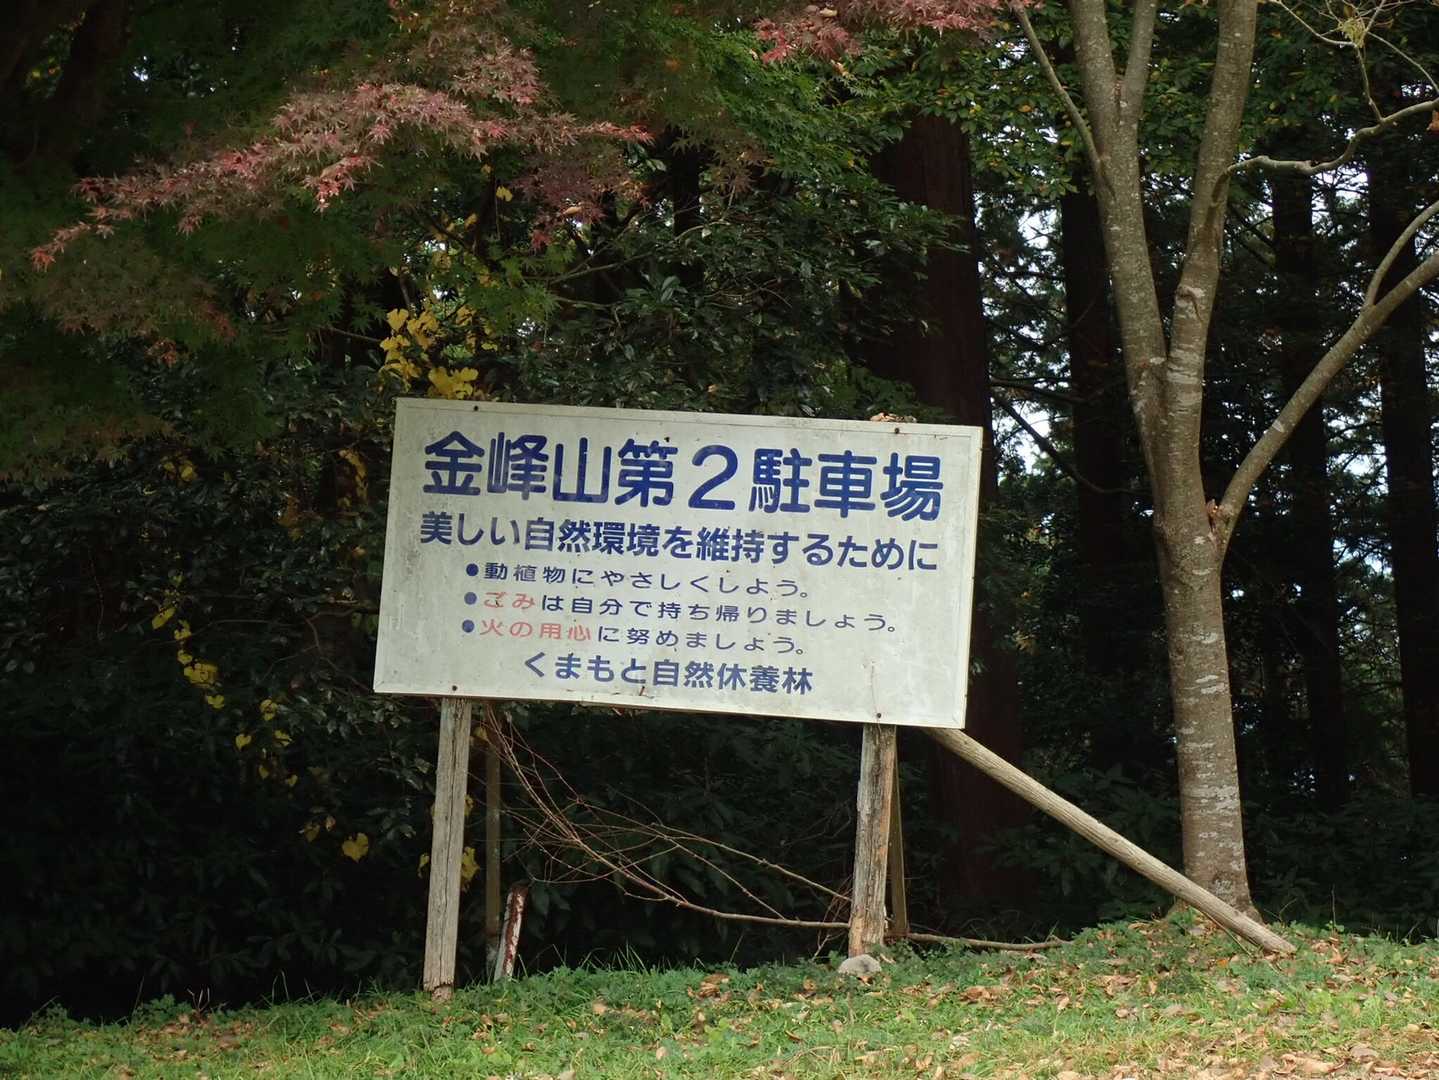 金峰山第2駐車場
美しい自然環境を維持するために
●動植物にやさしくしよう。
●ごみは自分で持ち帰りましょう。
●火の用心に努めましょう。
くまもと自然休養林